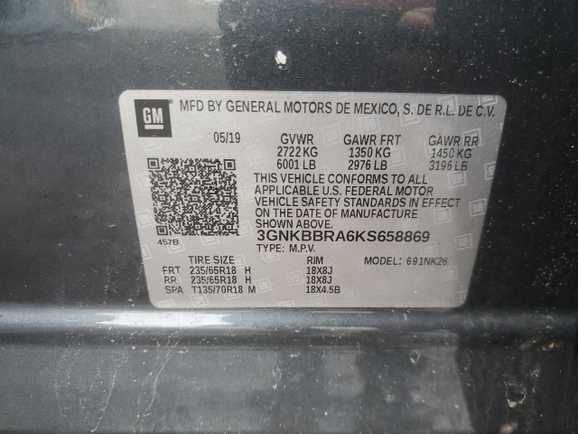 GM
MFD BY GENERAL MOTORS DE MEXICO, S. DE R.L. DE C.V.
05/19 GVWR GAWR FRT GAWR RR
2722 KG 1350 KG 1450 KG
6001 LB 2976 LB 3196 LB
THIS VEHICLE CONFORMS TO ALL
APPLICABLE U.S. FEDERAL MOTOR
VEHICLE SAFETY STANDARDS IN EFFECT
ON THE DATE OF MANUFACTURE
SHOWN ABOVE.
457B
3GNKBBRA6KS658869
TYPE: M.P.V. MODEL: 691NK26
TIRE SIZE RIM
FRT 235/65R18 H 18X8J
RR 235/65R18 H 18X8J
SPA T135/70R18 M 18X4.5B